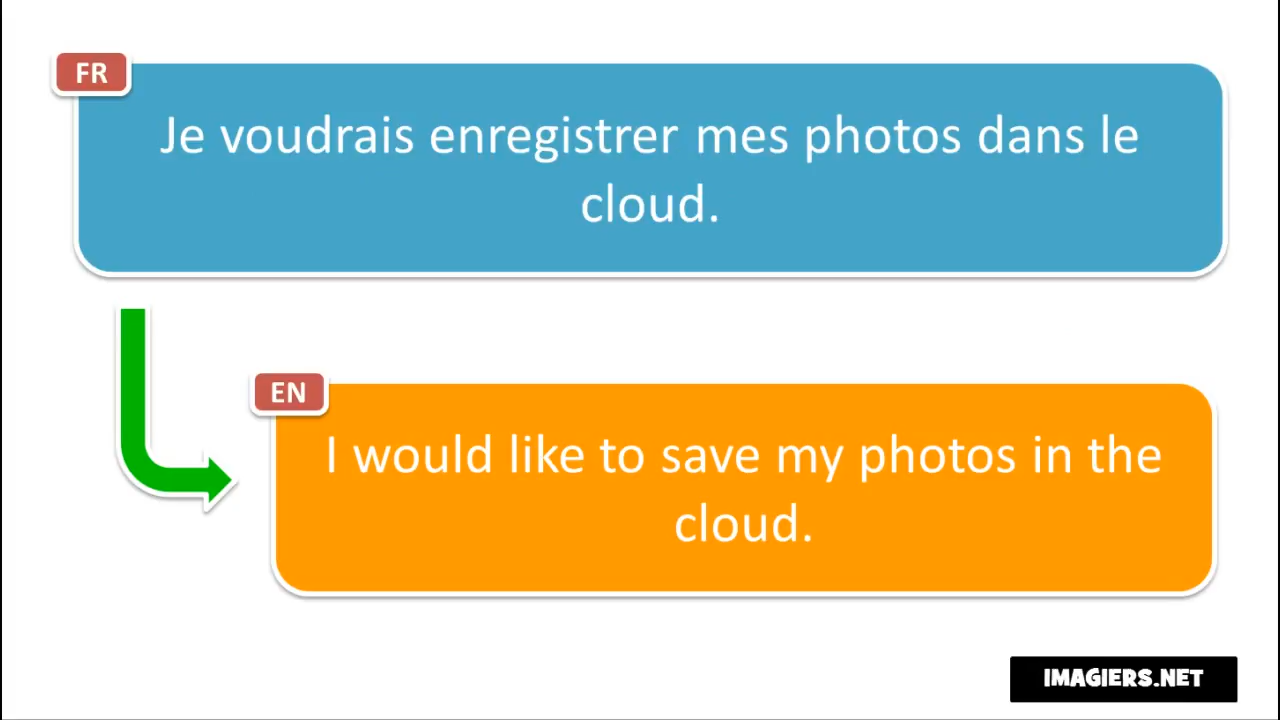 FR
Je voudrais enregistrer mes photos dans le
cloud.
EN
I would like to save my photos in the
cloud.
IMAGIERS.NET